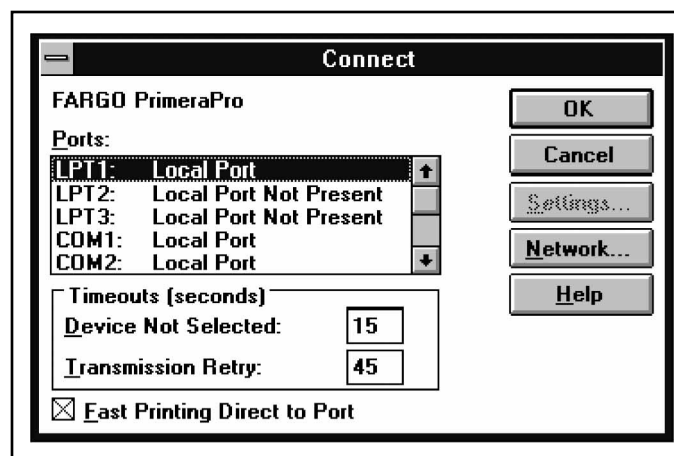 Connect
FARGO PrimeraPro
Ports:
LPT1: Local Port
LPT2: Local Port Not Present
LPT3: Local Port Not Present
COM1: Local Port
COM2: Local Port
Timeouts (seconds)
Device Not Selected: 15
Transmission Retry: 45
Fast Printing Direct to Port
OK
Cancel
Settings...
Network...
Help